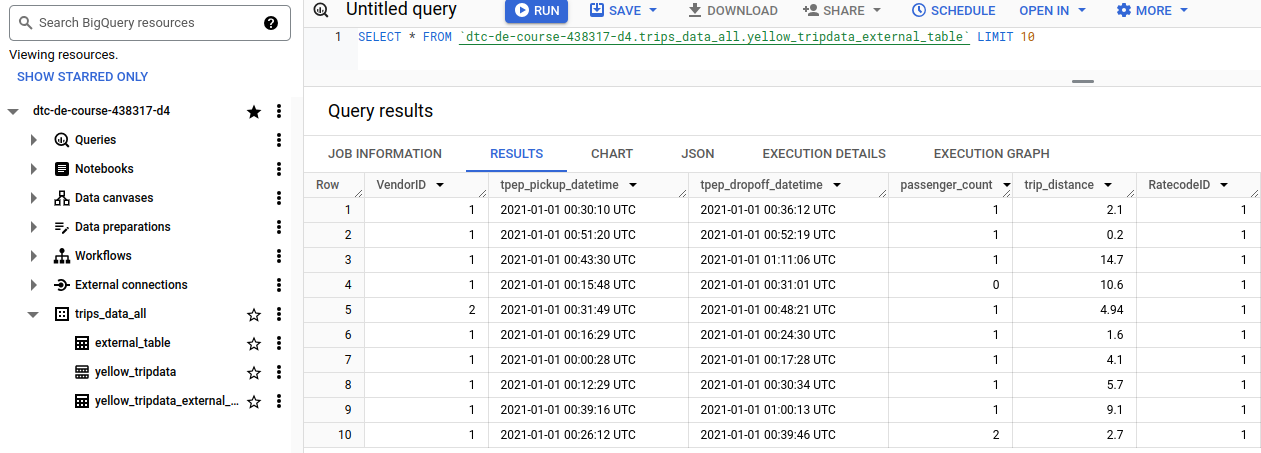 Search BigQuery resources
Viewing resources.
SHOW STARRED ONLY
dtc-de-course-438317-d4
Queries
Notebooks
Data canvases
Data preparations
Workflows
External connections
trips_data_all
external_table
yellow_tripdata
yellow_tripdata_external_...
Untitled query RUN SAVE DOWNLOAD SHARE SCHEDULE OPEN IN MORE
1 SELECT * FROM `dtc-de-course-438317-d4.trips_data_all.yellow_tripdata_external_table` LIMIT 10
Query results
JOB INFORMATION RESULTS CHART JSON EXECUTION DETAILS EXECUTION GRAPH
Row VendorID tpep_pickup_datetime tpep_dropoff_datetime passenger_count trip_distance RatecodeID
1 1 2021-01-01 00:30:10 UTC 2021-01-01 00:36:12 UTC 1 2.1 1
2 1 2021-01-01 00:51:20 UTC 2021-01-01 00:52:19 UTC 1 0.2 1
3 1 2021-01-01 00:43:30 UTC 2021-01-01 01:11:06 UTC 1 14.7 1
4 1 2021-01-01 00:15:48 UTC 2021-01-01 00:31:01 UTC 0 10.6 1
5 2 2021-01-01 00:31:49 UTC 2021-01-01 00:48:21 UTC 1 4.94 1
6 1 2021-01-01 00:16:29 UTC 2021-01-01 00:24:30 UTC 1 1.6 1
7 1 2021-01-01 00:00:28 UTC 2021-01-01 00:17:28 UTC 1 4.1 1
8 1 2021-01-01 00:12:29 UTC 2021-01-01 00:30:34 UTC 1 5.7 1
9 1 2021-01-01 00:39:16 UTC 2021-01-01 01:00:13 UTC 1 9.1 1
10 1 2021-01-01 00:26:12 UTC 2021-01-01 00:39:46 UTC 2 2.7 1